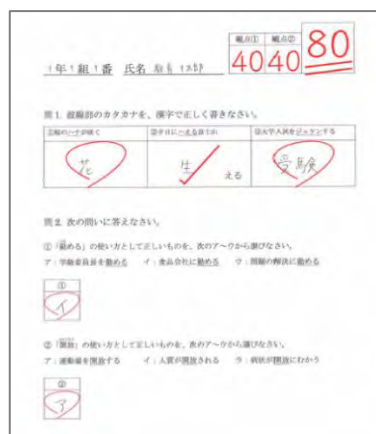 観点① 観点②
40 40 80
1年1組1番 氏名
問1. 傍線部のカタカナを、漢字で正しく書きなさい。
①桜のハナが咲く ②夕日にハえる富士山 ③大学入試をジュケンする
花 生える 受験
問2. 次の問いに答えなさい。
①「勧める」の使い方として正しいものを、次のア～ウから選びなさい。
ア：学級委員長を勧める イ：食品会社に勧める ウ：問題の解決に勧める
①
イ
②「開放」の使い方として正しいものを、次のア～ウから選びなさい。
ア：運動場を開放する イ：人質が開放される ウ：病状が開放にむかう
②
ア